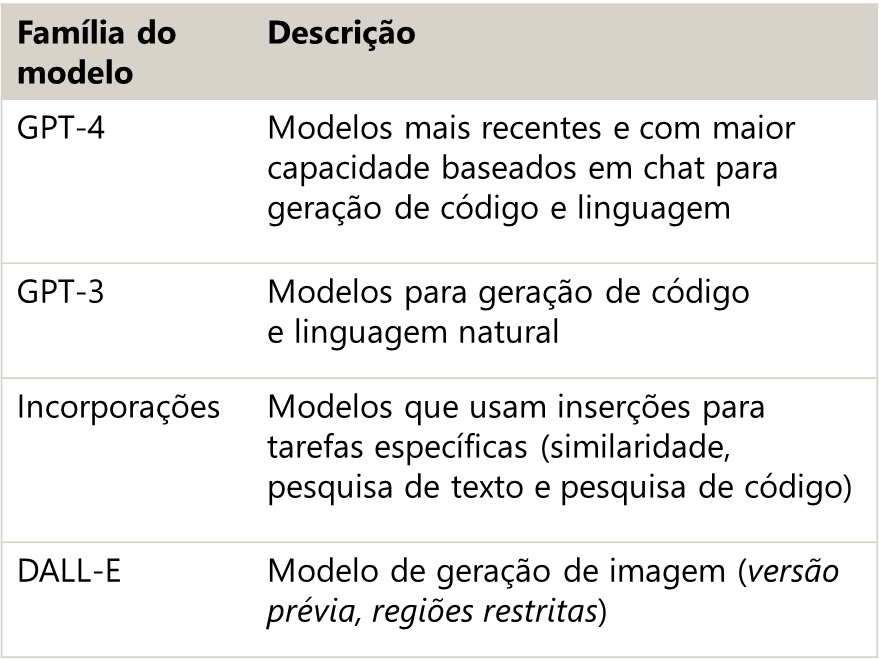 Família do Descrição
modelo
GPT-4 Modelos mais recentes e com maior
capacidade baseados em chat para
geração de código e linguagem
GPT-3 Modelos para geração de código
e linguagem natural
Incorporações Modelos que usam inserções para
tarefas específicas (similaridade,
pesquisa de texto e pesquisa de código)
DALL-E Modelo de geração de imagem (versão
prévia, regiões restritas)